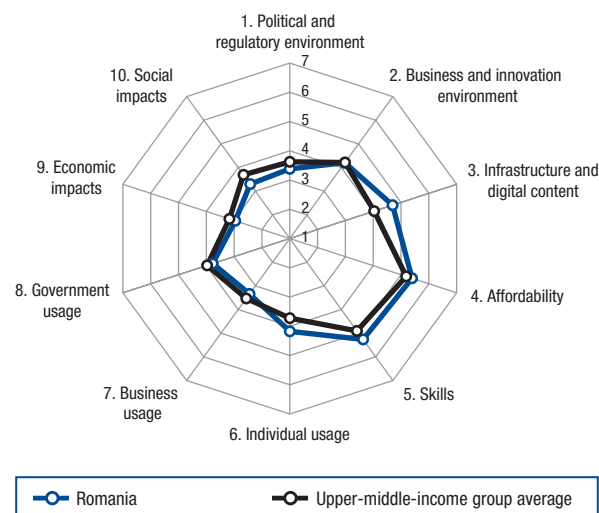 1. Political and
regulatory environment
10. Social
impacts
2. Business and innovation
environment
9. Economic
impacts
3. Infrastructure and
digital content
8. Government
usage
4. Affordability
7. Business
usage
5. Skills
6. Individual usage
7
6
5
4
3
2
1
Romania
Upper-middle-income group average